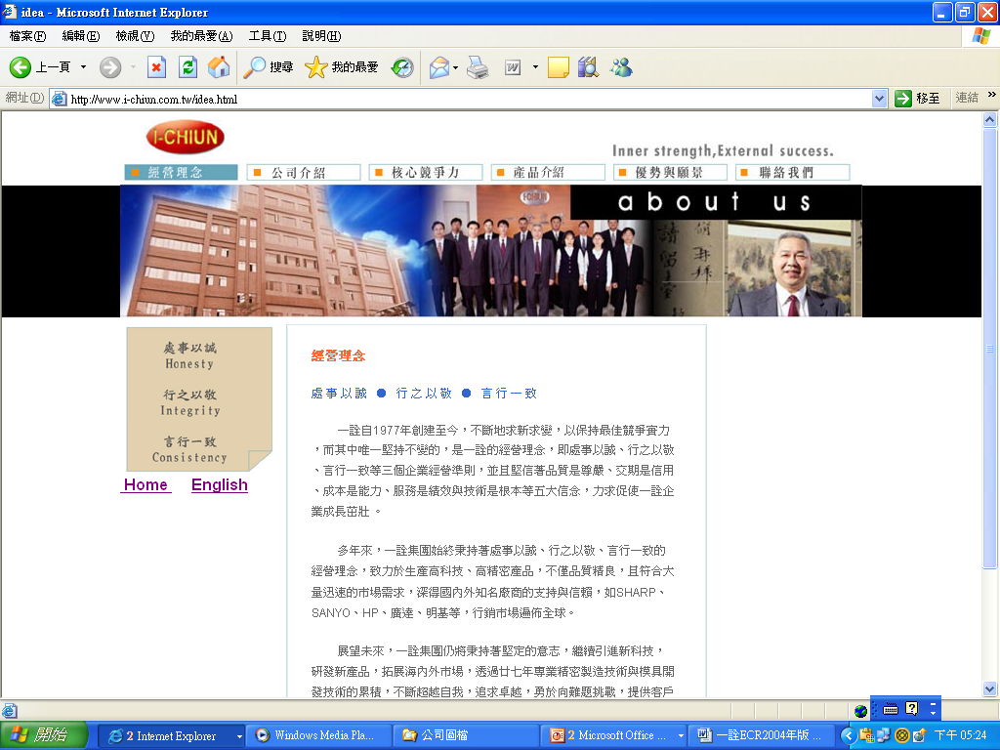 idea - Microsoft Internet Explorer
檔案(F) 編輯(E) 檢視(V) 我的最愛(A) 工具(T) 說明(H)
上一頁 搜尋 我的最愛
網址(D) http://www.i-chiun.com.tw/idea.html 移至 連結 »
I-CHIUN
Inner strength,External success.
經營理念 公司介紹 核心競爭力 產品介紹 優勢與願景 聯絡我們
about us
I-CHIUN
處事以誠
Honesty
行之以敬
Integrity
言行一致
Consistency
Home English
經營理念
處事以誠 ● 行之以敬 ● 言行一致
一詮自1977年創建至今，不斷地求新求變，以保持最佳競爭實力
，而其中唯一堅持不變的，是一詮的經營理念，即處事以誠、行之以敬
、言行一致等三個企業經營準則，並且堅信著品質是尊嚴、交期是信用
、成本是能力、服務是績效與技術是根本等五大信念，力求促使一詮企
業成長茁壯 。
多年來，一詮集團始終秉持著處事以誠、行之以敬、言行一致的
經營理念，致力於生產高科技、高精密產品，不僅品質精良，且符合大
量迅速的市場需求，深得國內外知名廠商的支持與信賴，如SHARP、
SANYO、HP、廣達、明基等，行銷市場遍佈全球。
展望未來，一詮集團仍將秉持著堅定的意志，繼續引進新科技，
研發新產品，拓展海內外市場，透過廿七年專業精密製造技術與模具開
發技術的累積，不斷超越自我，追求卓越，勇於向難題挑戰，提供客戶
開始 2 Internet Explorer Windows Media Pla... 公司圖檔 2 Microsoft Office ... 一詮ECR2004年版 ... 下午 05:24